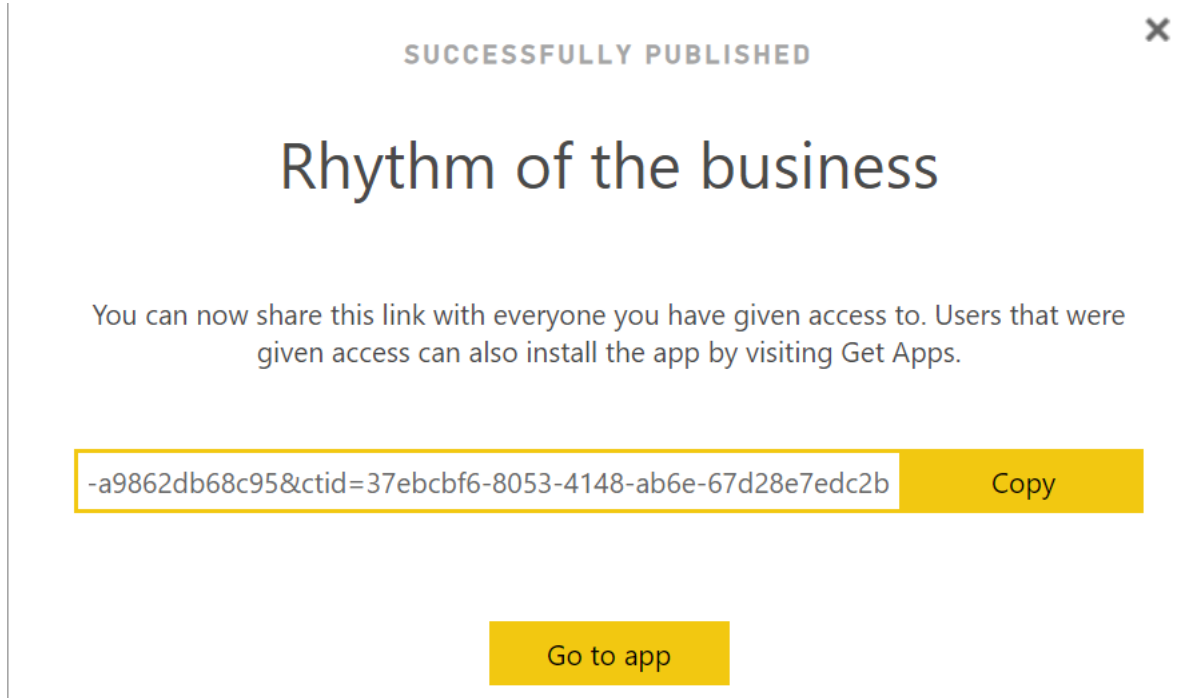 SUCCESSFULLY PUBLISHED
Rhythm of the business
You can now share this link with everyone you have given access to. Users that were
given access can also install the app by visiting Get Apps.
-a9862db68c95&ctid=37ebcbf6-8053-4148-ab6e-67d28e7edc2b
Copy
Go to app